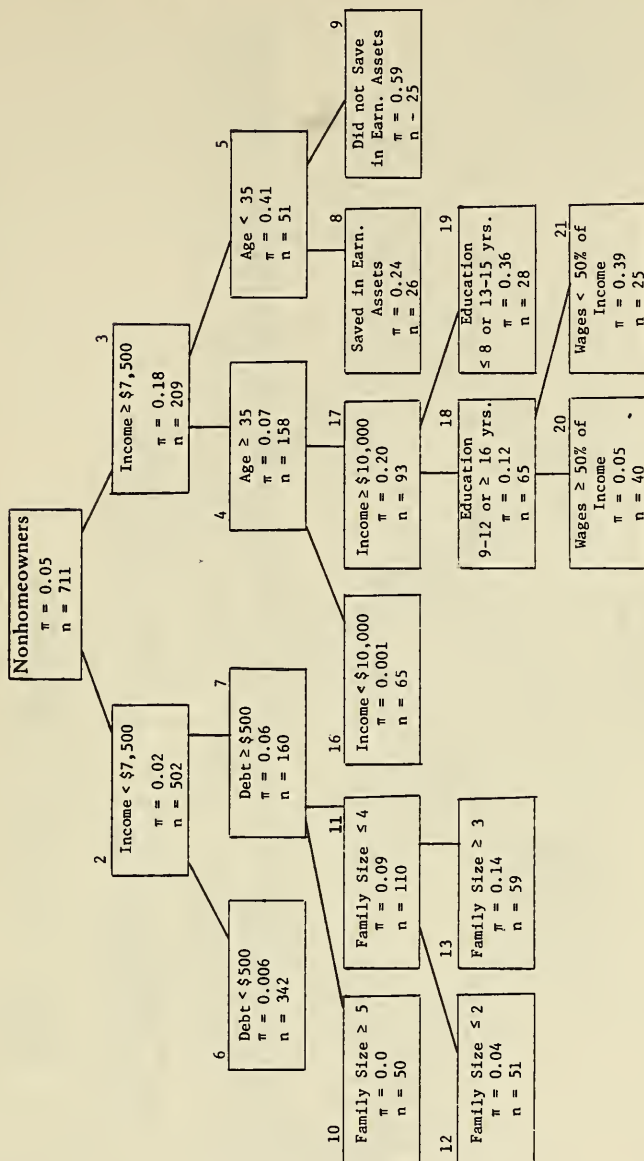 Nonhomeowners
π = 0.05
n = 711
2
Income < $7,500
π = 0.02
n = 502
3
Income ≥ $7,500
π = 0.18
n = 209
6
Debt < $500
π = 0.006
n = 342
7
Debt ≥ $500
π = 0.06
n = 160
4
Age ≥ 35
π = 0.07
n = 158
5
Age < 35
π = 0.41
n = 51
10
Family Size ≥ 5
π = 0.0
n = 50
11
Family Size ≤ 4
π = 0.09
n = 110
16
Income < $10,000
π = 0.001
n = 65
17
Income ≥ $10,000
π = 0.20
n = 93
8
Saved in Earn.
Assets
π = 0.24
n = 26
9
Did not Save
in Earn. Assets
π = 0.59
n - 25
12
Family Size ≤ 2
π = 0.04
n = 51
13
Family Size ≥ 3
π = 0.14
n = 59
18
Education
9-12 or ≥ 16 yrs.
π = 0.12
n = 65
19
Education
≤ 8 or 13-15 yrs.
π = 0.36
n = 28
20
Wages ≥ 50% of
Income
π = 0.05
n = 40
21
Wages < 50% of
Income
π = 0.39
n = 25